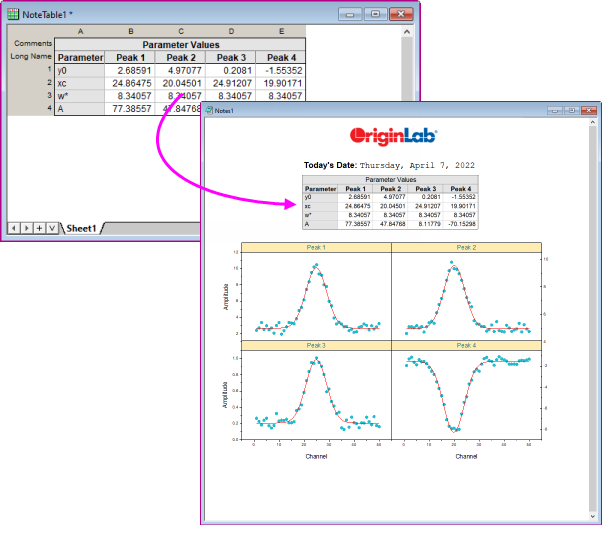 NoteTable1 *
A B C D E
Comments Parameter Values
Long Name Parameter Peak 1 Peak 2 Peak 3 Peak 4
1 y0 2.68591 4.97077 0.2081 -1.55352
2 xc 24.86475 20.04501 24.91207 19.90171
3 w* 8.34057 8.34057 8.34057 8.34057
4 A 77.38557 47.84768
Sheet1
Notes1
OriginLab®
Today's Date: Thursday, April 7, 2022
Parameter Values
Parameter Peak 1 Peak 2 Peak 3 Peak 4
y0 2.68591 4.97077 0.2081 -1.55352
xc 24.86475 20.04501 24.91207 19.90171
w* 8.34057 8.34057 8.34057 8.34057
A 77.38557 47.84768 8.11779 -70.15298
Peak 1 Peak 2
12 10 8 6 4 2
Amplitude
10 8 6 4
Peak 3 Peak 4
1.0 0.8 0.6 0.4 0.2 0.0
Amplitude
-2 -4 -6 -8
0 10 20 30 40 50 0 10 20 30 40 50
Channel Channel